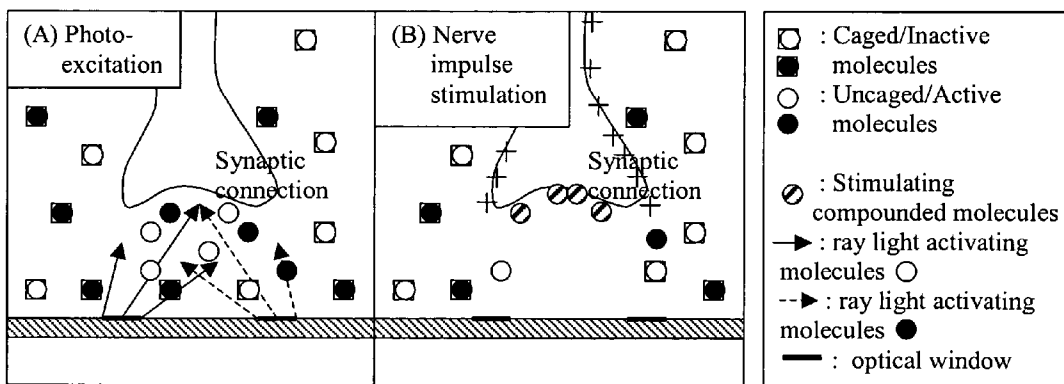 (A) Photo-
excitation
Synaptic
connection
(B) Nerve
impulse
stimulation
Synaptic
connection
: Caged/Inactive
molecules
: Uncaged/Active
molecules
: Stimulating
compounded molecules
: ray light activating
molecules
: ray light activating
molecules
: optical window